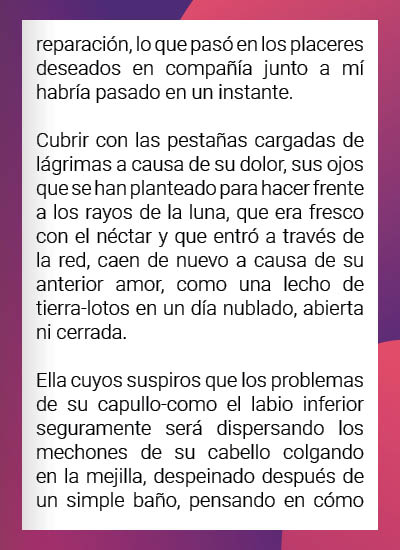 reparación, lo que pasó en los placeres
deseados en compañía junto a mí
habría pasado en un instante.
Cubrir con las pestañas cargadas de
lágrimas a causa de su dolor, sus ojos
que se han planteado para hacer frente
a los rayos de la luna, que era fresco
con el néctar y que entró a través de
la red, caen de nuevo a causa de su
anterior amor, como una lecho de
tierra-lotos en un día nublado, abierta
ni cerrada.
Ella cuyos suspiros que los problemas
de su capullo-como el labio inferior
seguramente será dispersando los
mechones de su cabello colgando
en la mejilla, despeinado después de
un simple baño, pensando en cómo